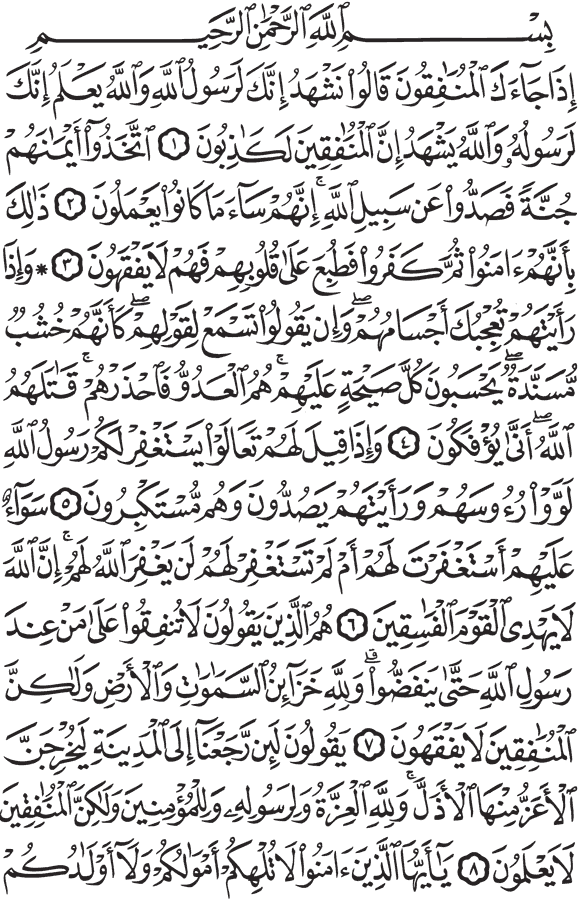 بِسْمِ ٱللَّهِ ٱلرَّحْمَٰنِ ٱلرَّحِيمِ
إِذَا جَآءَكَ ٱلْمُنَٰفِقُونَ قَالُوا۟ نَشْهَدُ إِنَّكَ لَرَسُولُ ٱللَّهِ وَٱللَّهُ يَعْلَمُ إِنَّكَ
لَرَسُولُهُۥ وَٱللَّهُ يَشْهَدُ إِنَّ ٱلْمُنَٰفِقِينَ لَكَٰذِبُونَ ١ ٱتَّخَذُوٓا۟ أَيْمَٰنَهُمْ
جُنَّةً فَصَدُّوا۟ عَن سَبِيلِ ٱللَّهِ ۚ إِنَّهُمْ سَآءَ مَا كَانُوا۟ يَعْمَلُونَ ٢ ذَٰلِكَ
بِأَنَّهُمْ ءَامَنُوا۟ ثُمَّ كَفَرُوا۟ فَطُبِعَ عَلَىٰ قُلُوبِهِمْ فَهُمْ لَا يَفْقَهُونَ ٣ * وَإِذَا
رَأَيْتَهُمْ تُعْجِبُكَ أَجْسَامُهُمْ ۖ وَإِن يَقُولُوا۟ تَسْمَعْ لِقَوْلِهِمْ ۖ كَأَنَّهُمْ خُشُبٌ
مُّسَنَّدَةٌ ۖ يَحْسَبُونَ كُلَّ صَيْحَةٍ عَلَيْهِمْ ۚ هُمُ ٱلْعَدُوُّ فَٱحْذَرْهُمْ ۚ قَٰتَلَهُمُ
ٱللَّهُ ۖ أَنَّىٰ يُؤْفَكُونَ ٤ وَإِذَا قِيلَ لَهُمْ تَعَالَوْا۟ يَسْتَغْفِرْ لَكُمْ رَسُولُ ٱللَّهِ
لَوَّوْا۟ رُءُوسَهُمْ وَرَأَيْتَهُمْ يَصُدُّونَ وَهُم مُّسْتَكْبِرُونَ ٥ سَوَآءٌ
عَلَيْهِمْ أَسْتَغْفَرْتَ لَهُمْ أَمْ لَمْ تَسْتَغْفِرْ لَهُمْ لَن يَغْفِرَ ٱللَّهُ لَهُمْ ۚ إِنَّ ٱللَّهَ
لَا يَهْدِى ٱلْقَوْمَ ٱلْفَٰسِقِينَ ٦ هُمُ ٱلَّذِينَ يَقُولُونَ لَا تُنفِقُوا۟ عَلَىٰ مَنْ عِندَ
رَسُولِ ٱللَّهِ حَتَّىٰ يَنفَضُّوا۟ ۗ وَلِلَّهِ خَزَآئِنُ ٱلسَّمَٰوَٰتِ وَٱلْأَرْضِ وَلَٰكِنَّ
ٱلْمُنَٰفِقِينَ لَا يَفْقَهُونَ ٧ يَقُولُونَ لَئِن رَّجَعْنَآ إِلَى ٱلْمَدِينَةِ لَيُخْرِجَنَّ
ٱلْأَعَزُّ مِنْهَا ٱلْأَذَلَّ ۚ وَلِلَّهِ ٱلْعِزَّةُ وَلِرَسُولِهِۦ وَلِلْمُؤْمِنِينَ وَلَٰكِنَّ ٱلْمُنَٰفِقِينَ
لَا يَعْلَمُونَ ٨ يَٰٓأَيُّهَا ٱلَّذِينَ ءَامَنُوا۟ لَا تُلْهِكُمْ أَمْوَٰلُكُمْ وَلَآ أَوْلَٰدُكُمْ